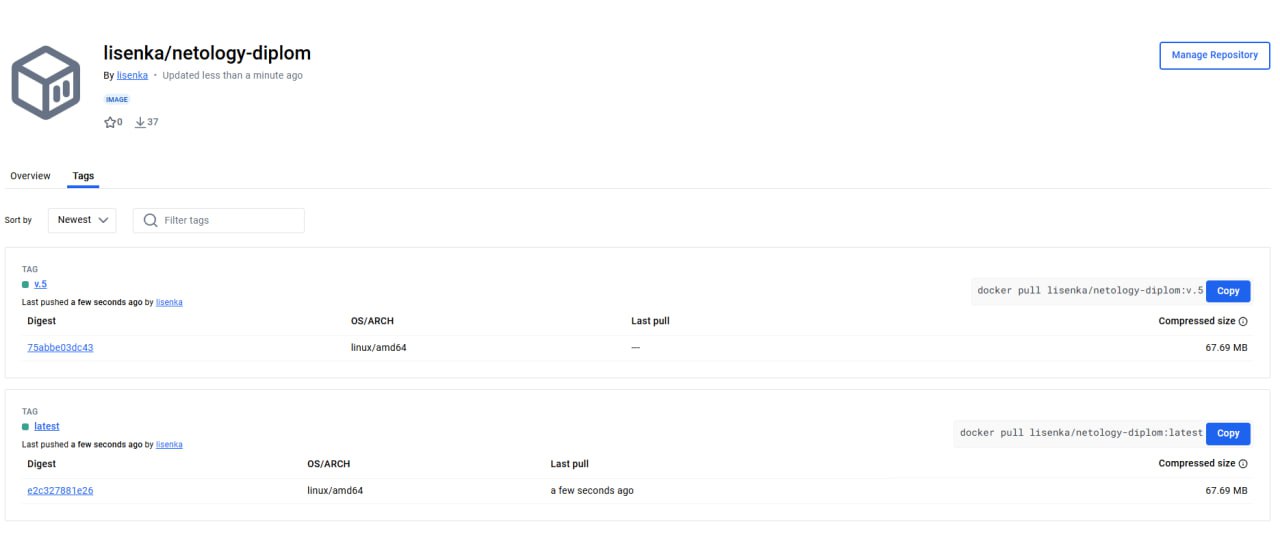 lisenka/netology-diplom
Manage Repository
By lisenka • Updated less than a minute ago
IMAGE
0 37
Overview Tags
Sort by Newest Filter tags
TAG
v.5
docker pull lisenka/netology-diplom:v.5 Copy
Last pushed a few seconds ago by lisenka
Digest OS/ARCH Last pull Compressed size
75abbe03dc43 linux/amd64 — 67.69 MB
TAG
latest
docker pull lisenka/netology-diplom:latest Copy
Last pushed a few seconds ago by lisenka
Digest OS/ARCH Last pull Compressed size
e2c327881e26 linux/amd64 a few seconds ago 67.69 MB